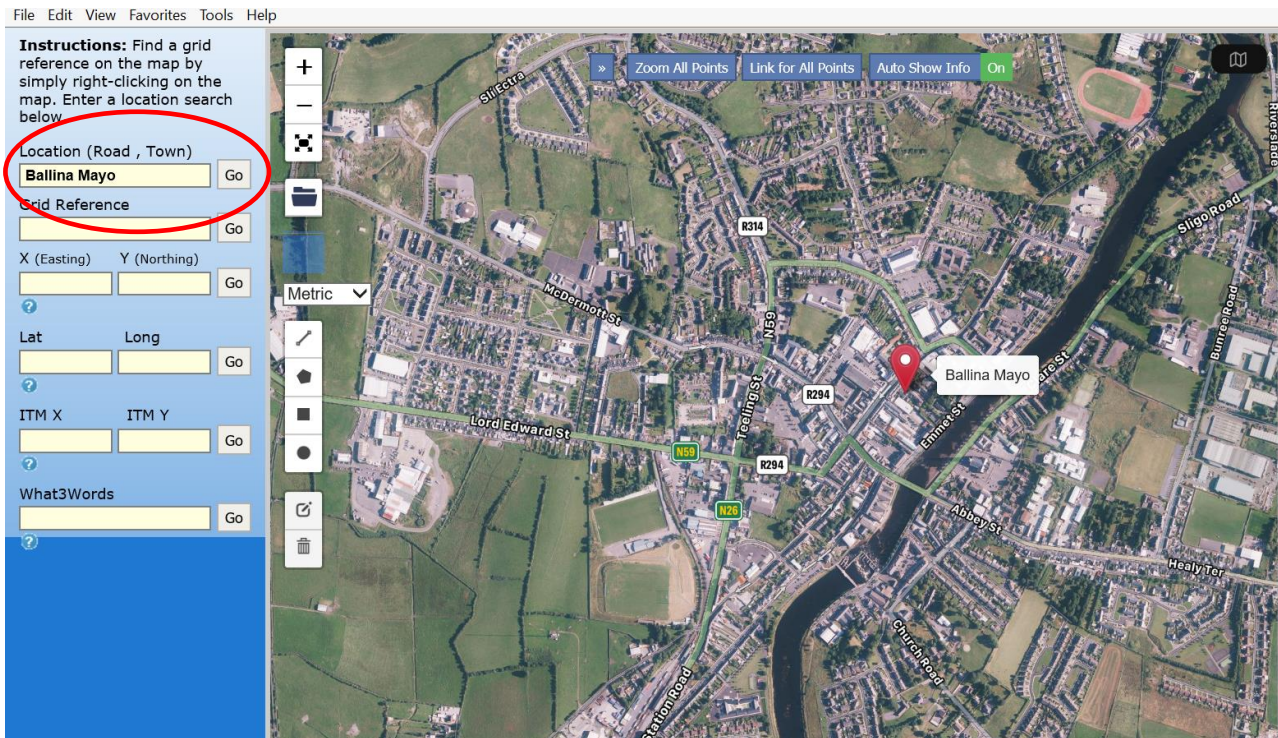 File Edit View Favorites Tools Help
Instructions: Find a grid
reference on the map by
simply right-clicking on the
map. Enter a location search
below
Location (Road , Town)
Ballina Mayo Go
Grid Reference
Go
X (Easting) Y (Northing)
Go
?
Lat Long
Go
?
ITM X ITM Y
Go
?
What3Words
Go
?
+
−
Metric
» Zoom All Points Link for All Points Auto Show Info On
Sli Ectra
Riverslade
Sligo Road
R314
McDermott St
N59
Bunree Road
Ballina Mayo
are St
Teeling St
R294
Emmet St
Lord Edward St
N59
R294
N26
Abbey St
Healy Ter
Church Road
Station Road